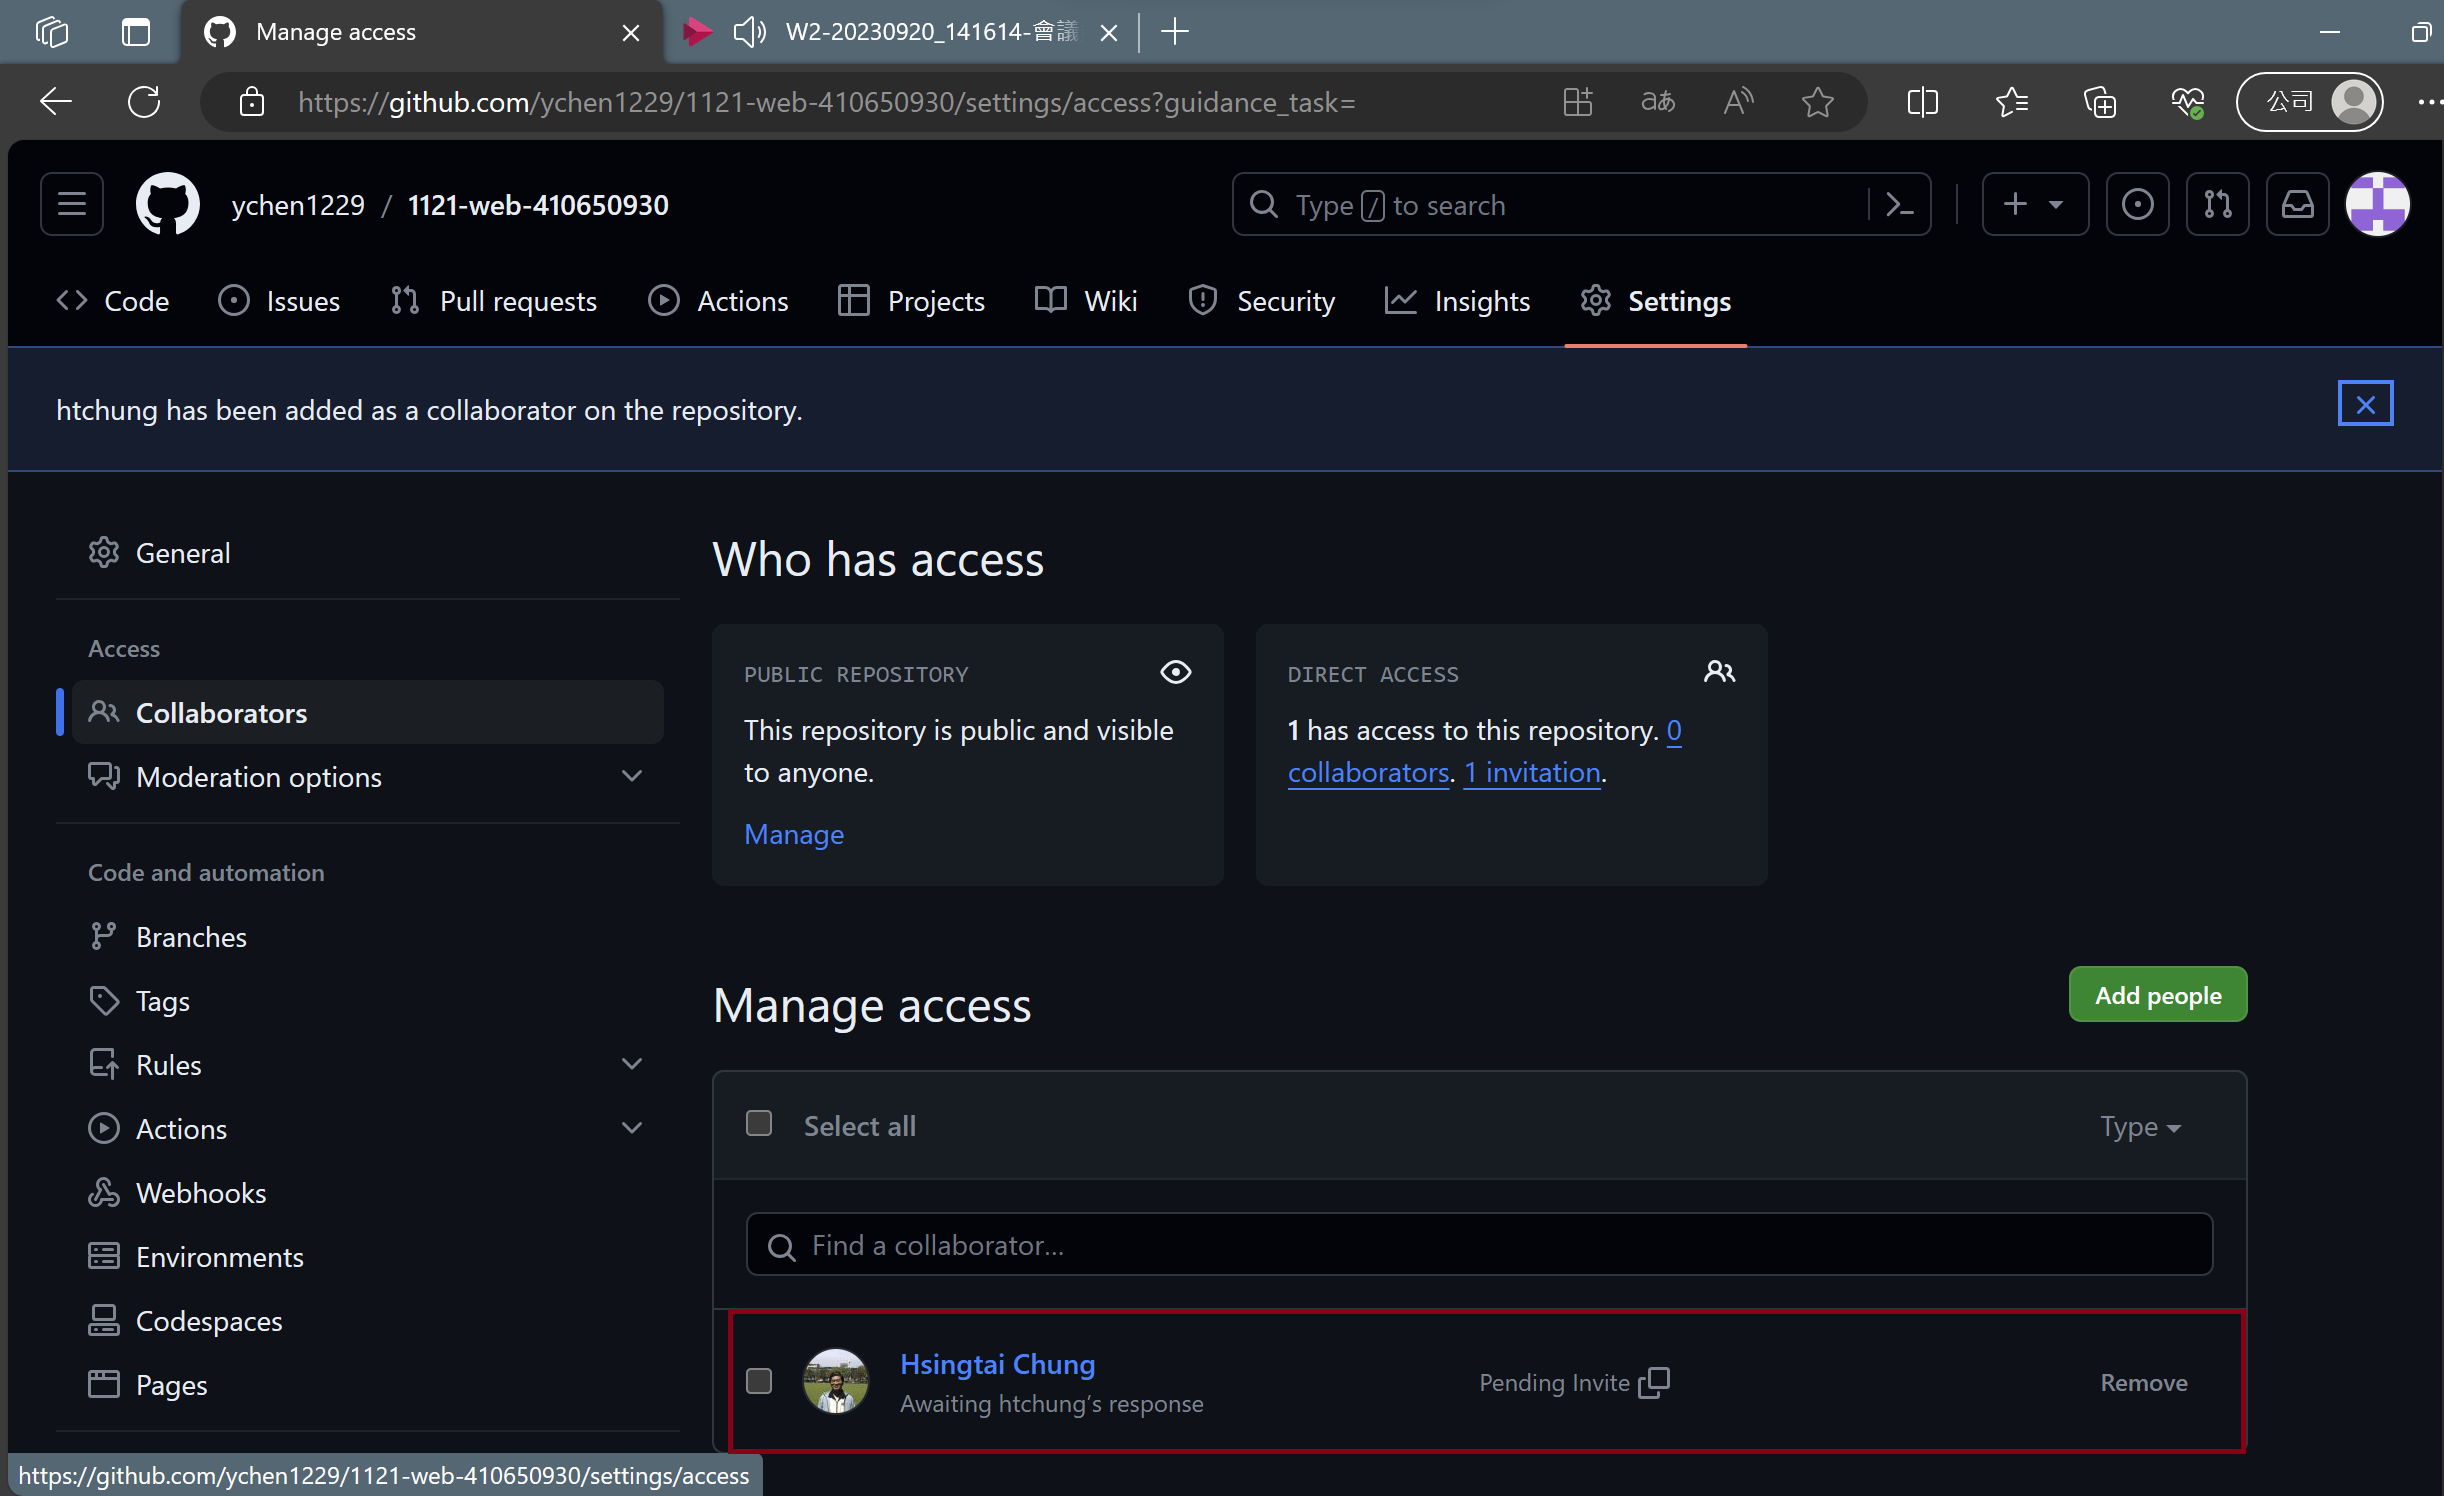 Manage access
W2-20230920_141614-會議
https://github.com/ychen1229/1121-web-410650930/settings/access?guidance_task=
aあ
A
公司
ychen1229 / 1121-web-410650930
Type / to search
Code
Issues
Pull requests
Actions
Projects
Wiki
Security
Insights
Settings
htchung has been added as a collaborator on the repository.
General
Access
Collaborators
Moderation options
Code and automation
Branches
Tags
Rules
Actions
Webhooks
Environments
Codespaces
Pages
Who has access
PUBLIC REPOSITORY
This repository is public and visible
to anyone.
Manage
DIRECT ACCESS
1 has access to this repository. 0
collaborators. 1 invitation.
Manage access
Add people
Select all
Type
Find a collaborator...
Hsingtai Chung
Awaiting htchung’s response
Pending Invite
Remove
https://github.com/ychen1229/1121-web-410650930/settings/access